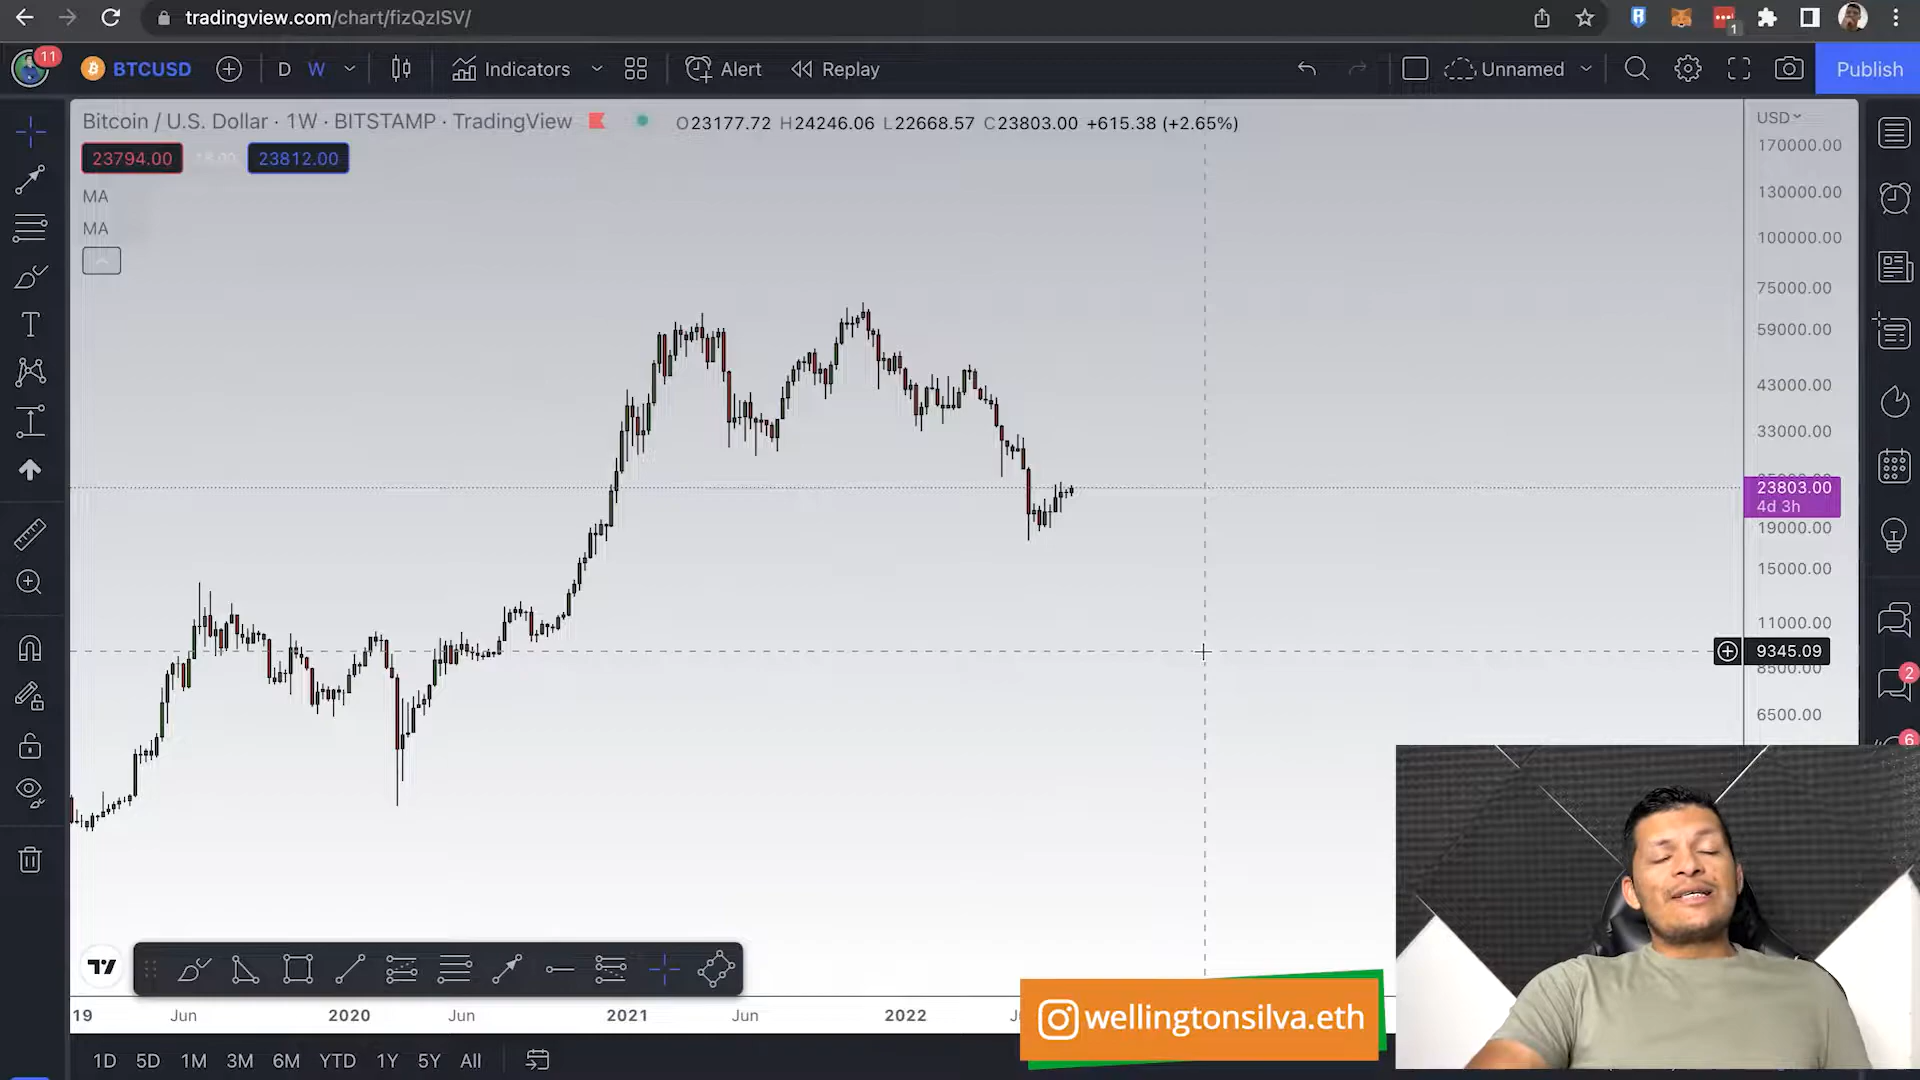 tradingview.com/chart/fizQzISV/
1
11
BTCUSD
D
W
Indicators
Alert
Replay
Unnamed
Publish
Bitcoin / U.S. Dollar · 1W · BITSTAMP · TradingView
O23177.72 H24246.06 L22668.57 C23803.00 +615.38 (+2.65%)
USD
23794.00
23812.00
MA
MA
170000.00
130000.00
100000.00
75000.00
59000.00
43000.00
33000.00
23803.00
4d 3h
19000.00
15000.00
11000.00
9345.09
8500.00
6500.00
2
6
19
Jun
2020
Jun
2021
Jun
2022
wellingtonsilva.eth
1D
5D
1M
3M
6M
YTD
1Y
5Y
All